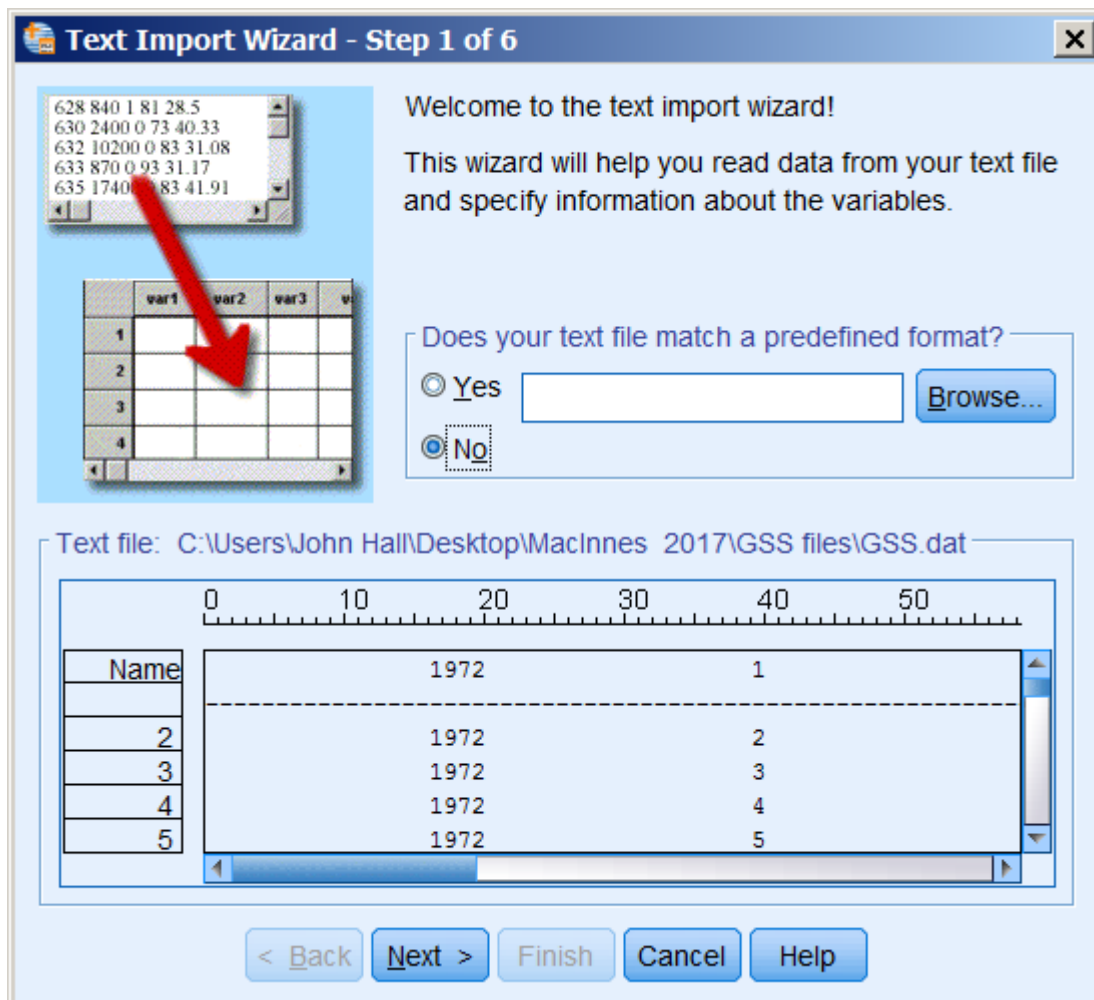 Text Import Wizard - Step 1 of 6
628 840 1 81 28.5
630 2400 0 73 40.33
632 10200 0 83 31.08
633 870 0 93 31.17
635 1740 83 41.91
var1 var2 var3 v
1
2
3
4
Welcome to the text import wizard!
This wizard will help you read data from your text file
and specify information about the variables.
Does your text file match a predefined format?
Yes
Browse...
No
Text file: C:\Users\John Hall\Desktop\MacInnes 2017\GSS files\GSS.dat
0 10 20 30 40 50
Name 1972 1
2 1972 2
3 1972 3
4 1972 4
5 1972 5
< Back Next > Finish Cancel Help